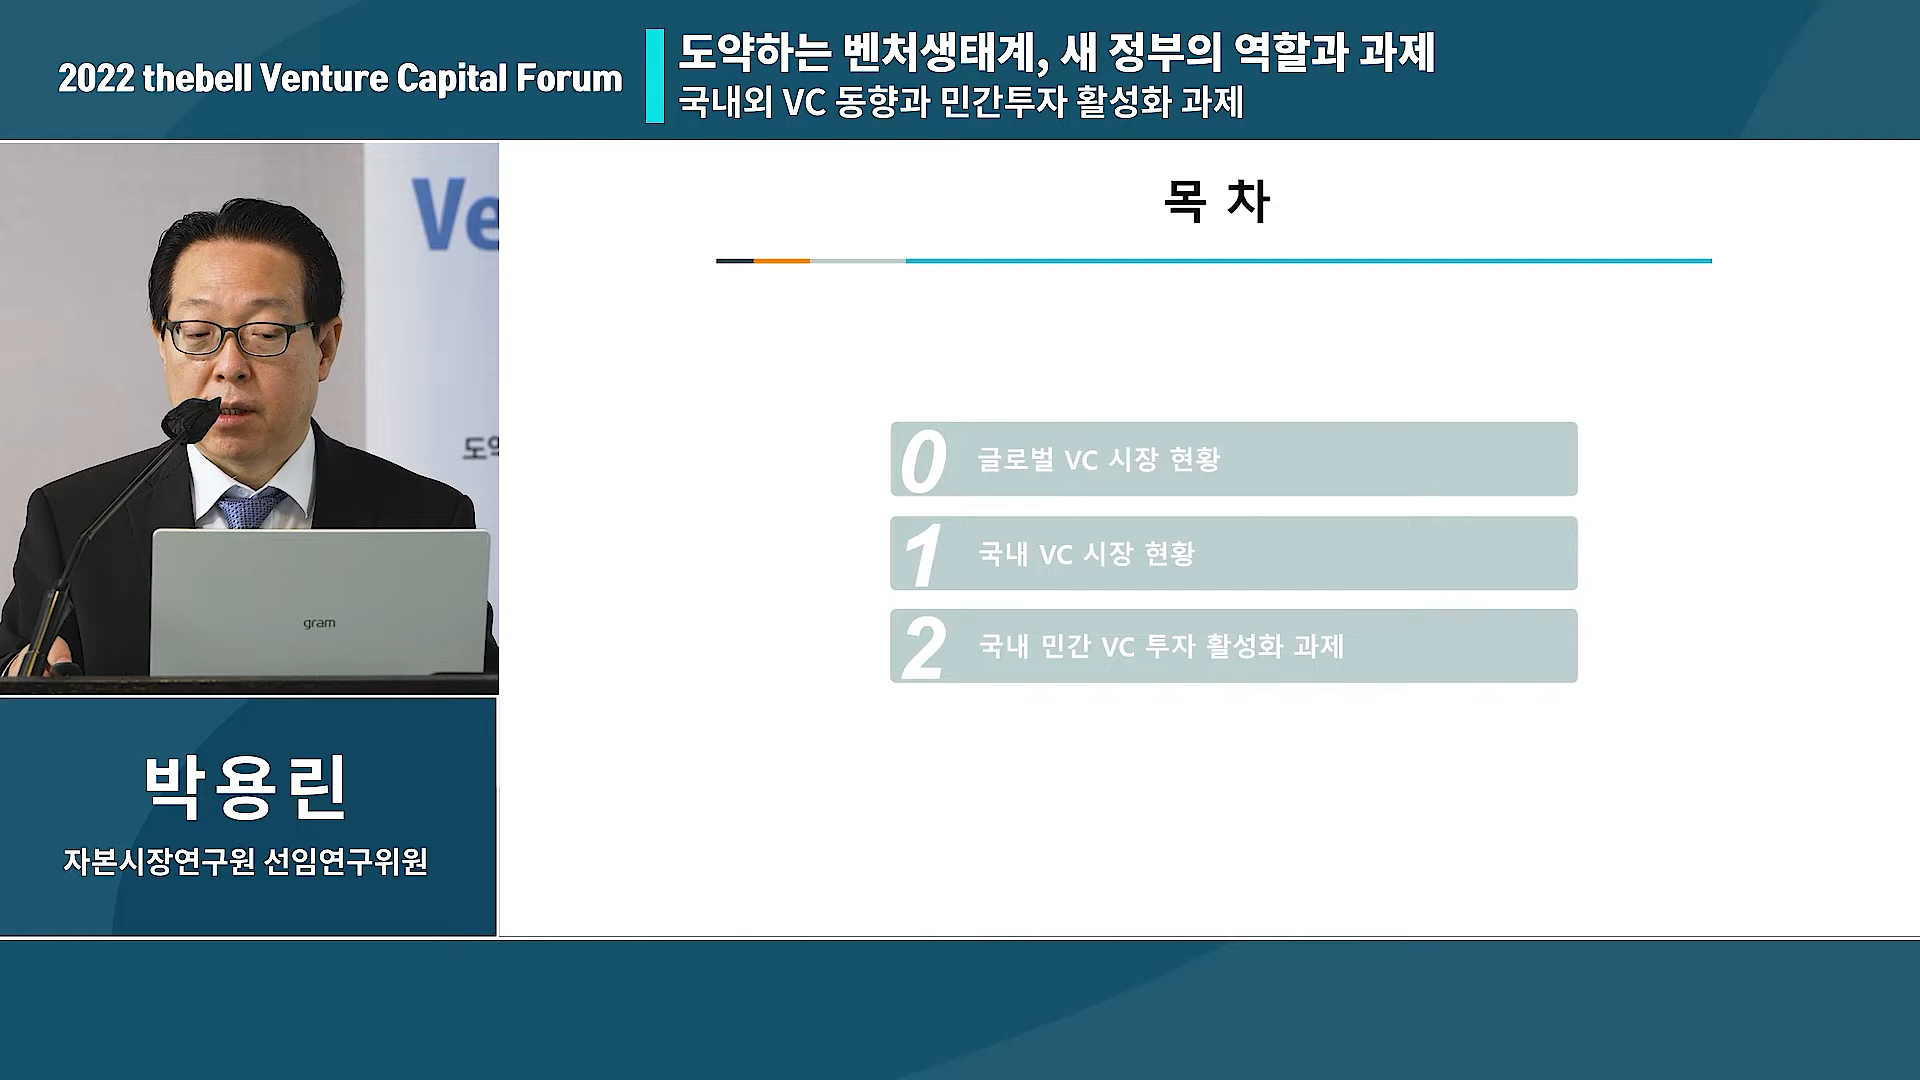 2022 thebell Venture Capital Forum
도약하는 벤처생태계, 새 정부의 역할과 과제
국내외 VC 동향과 민간투자 활성화 과제
Ve
도약
gram
박용린
자본시장연구원 선임연구위원
목 차
0 글로벌 VC 시장 현황
1 국내 VC 시장 현황
2 국내 민간 VC 투자 활성화 과제